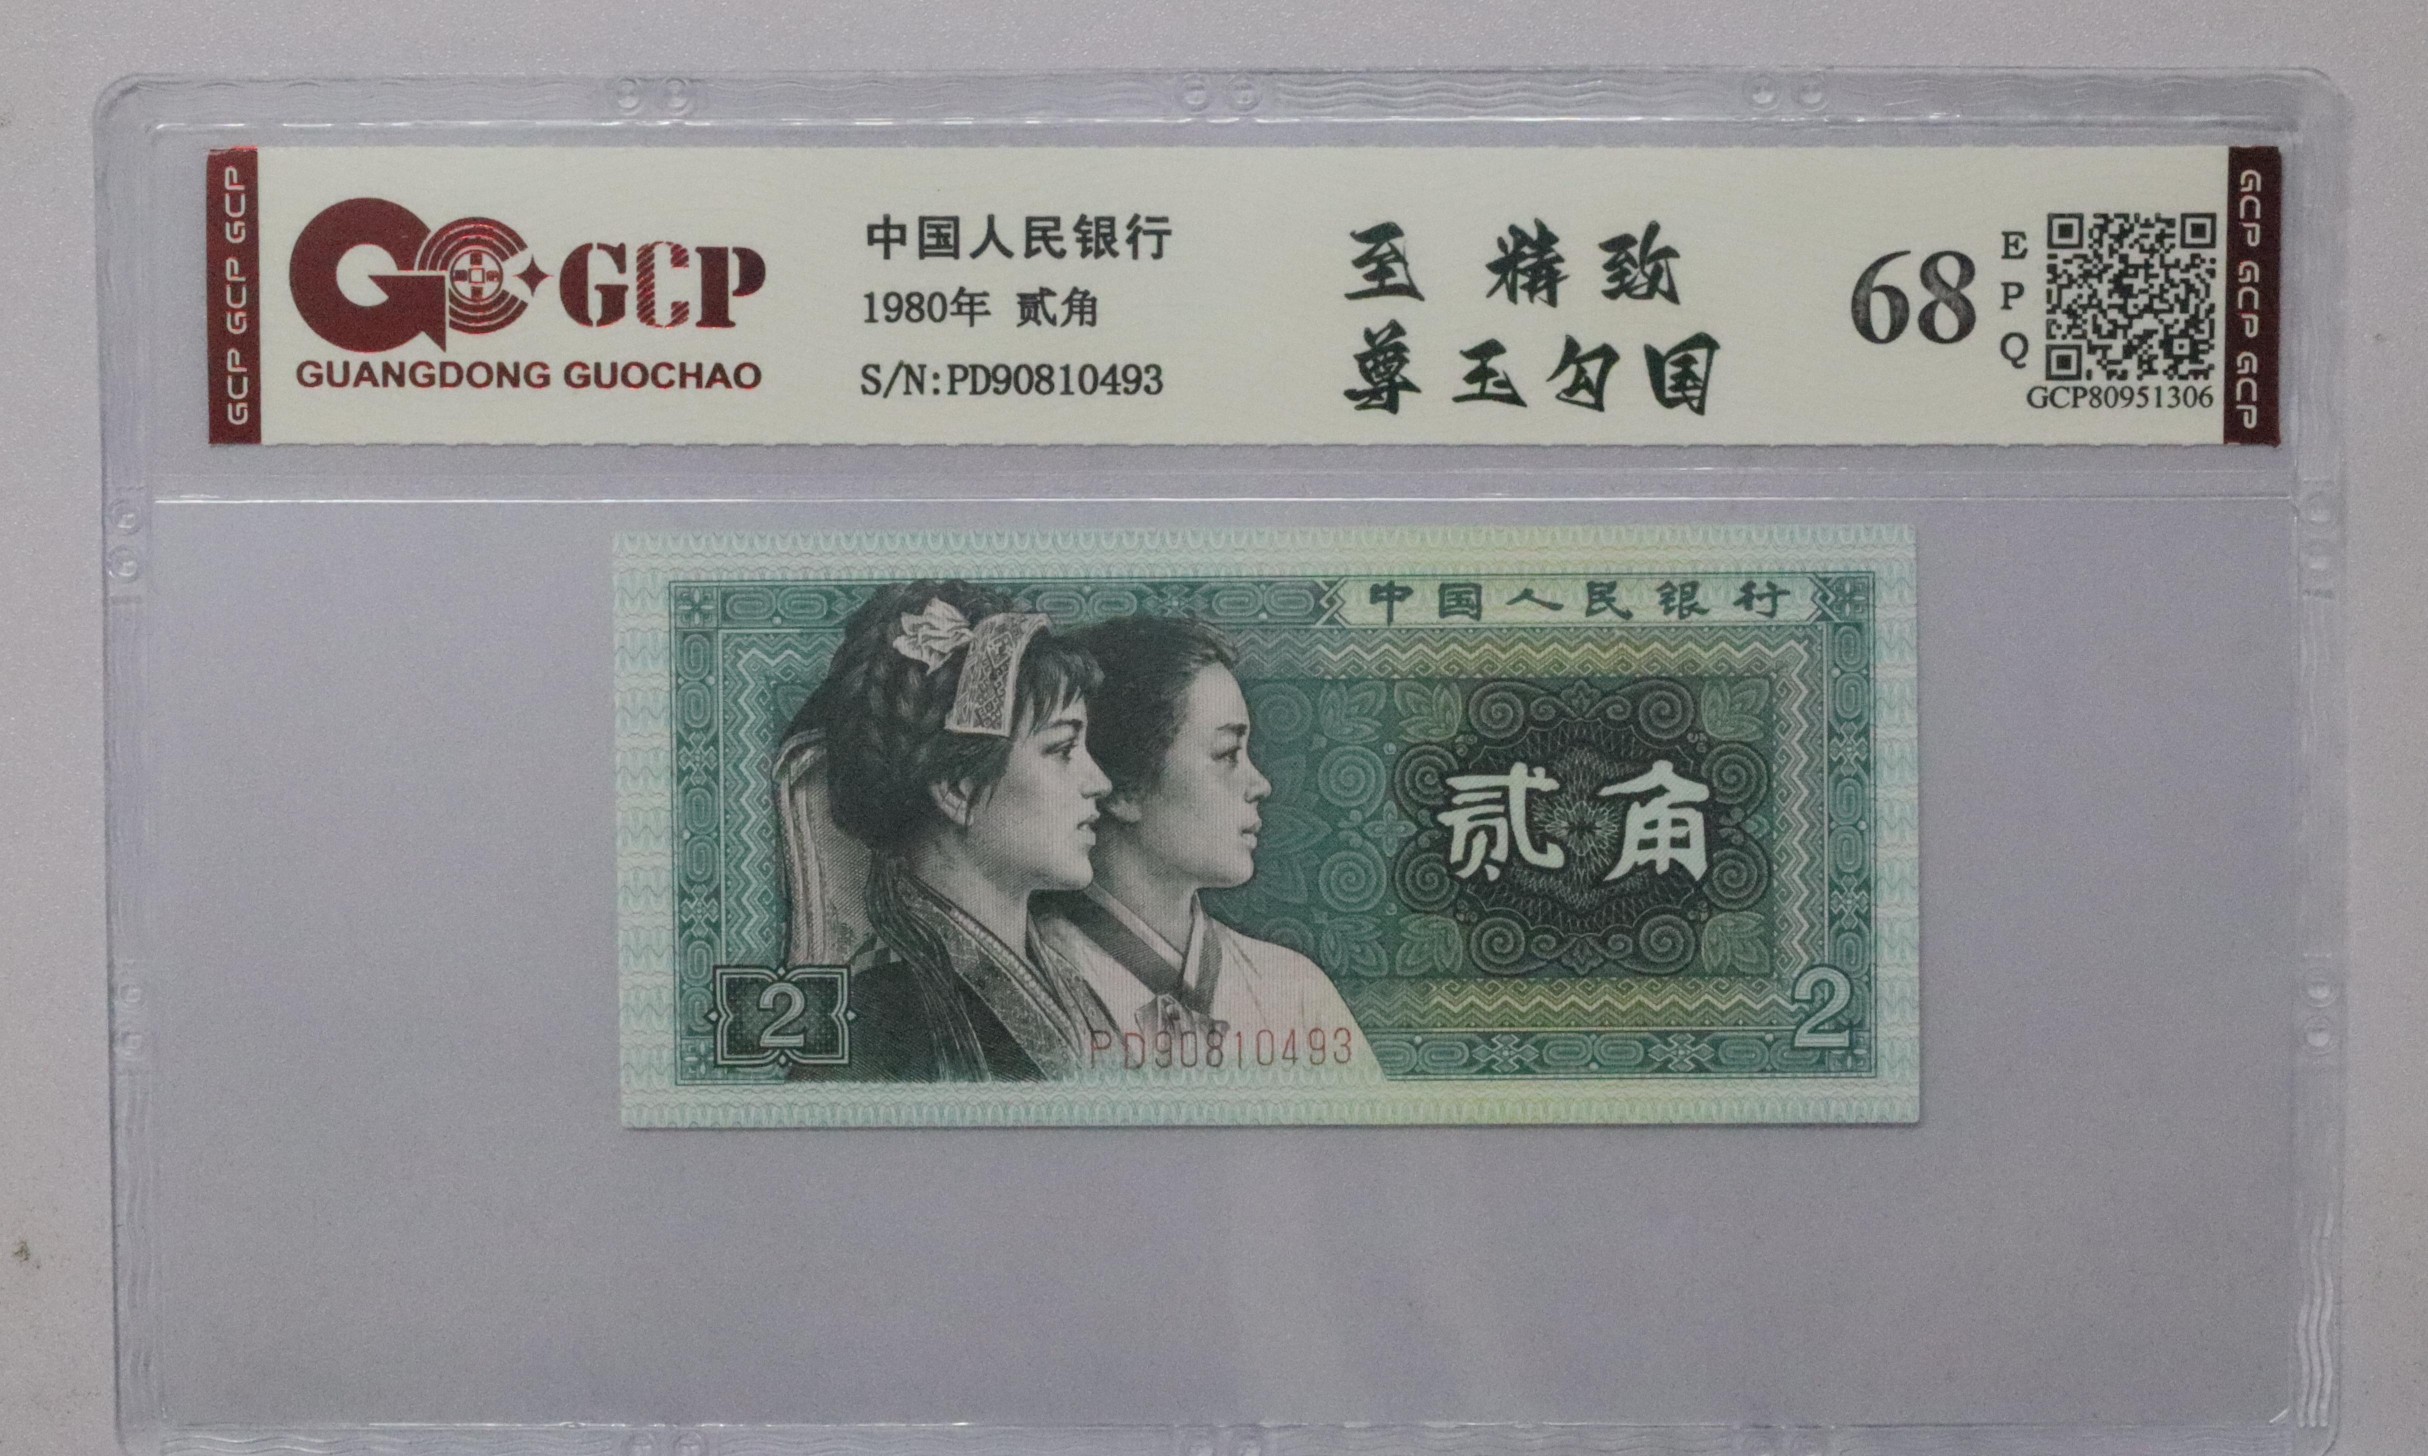 GCP GCP GCP
GCP
GUANGDONG GUOCHAO
中国人民银行
1980年 贰角
S/N:PD90810493
至 精 致
尊 玉 勾 国
68
EPQ
GCP80951306
GCP GCP GCP
中国人民银行
贰角
2
PD90810493
2